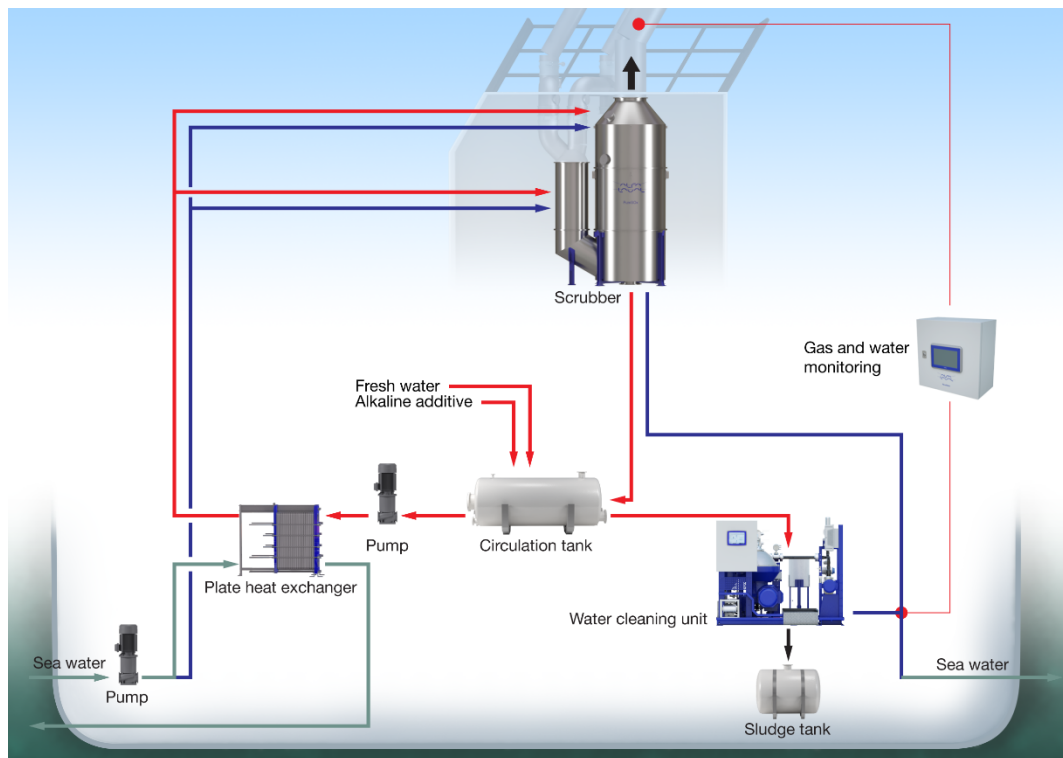 Scrubber
Gas and water
monitoring
Fresh water
Alkaline additive
Pump
Circulation tank
Plate heat exchanger
Water cleaning unit
Sea water
Pump
Sea water
Sludge tank